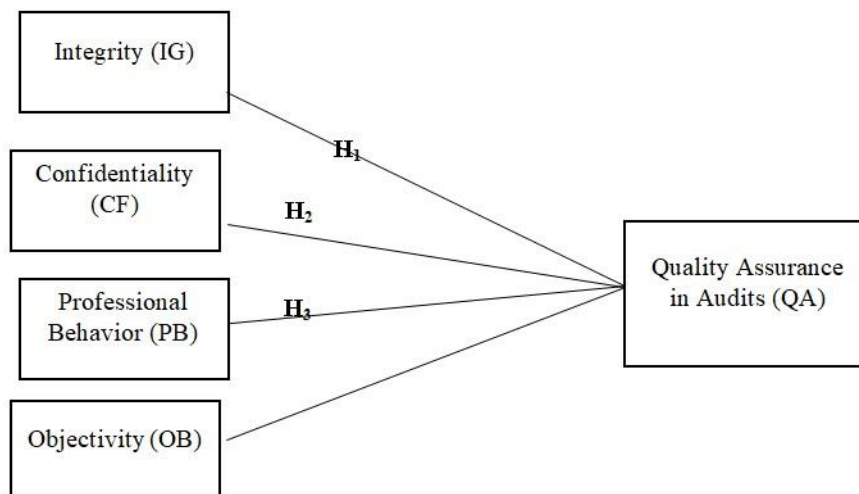 Integrity (IG)
H₁
Confidentiality
(CF)
H₂
Professional
Behavior (PB)
H₃
Objectivity (OB)
Quality Assurance
in Audits (QA)